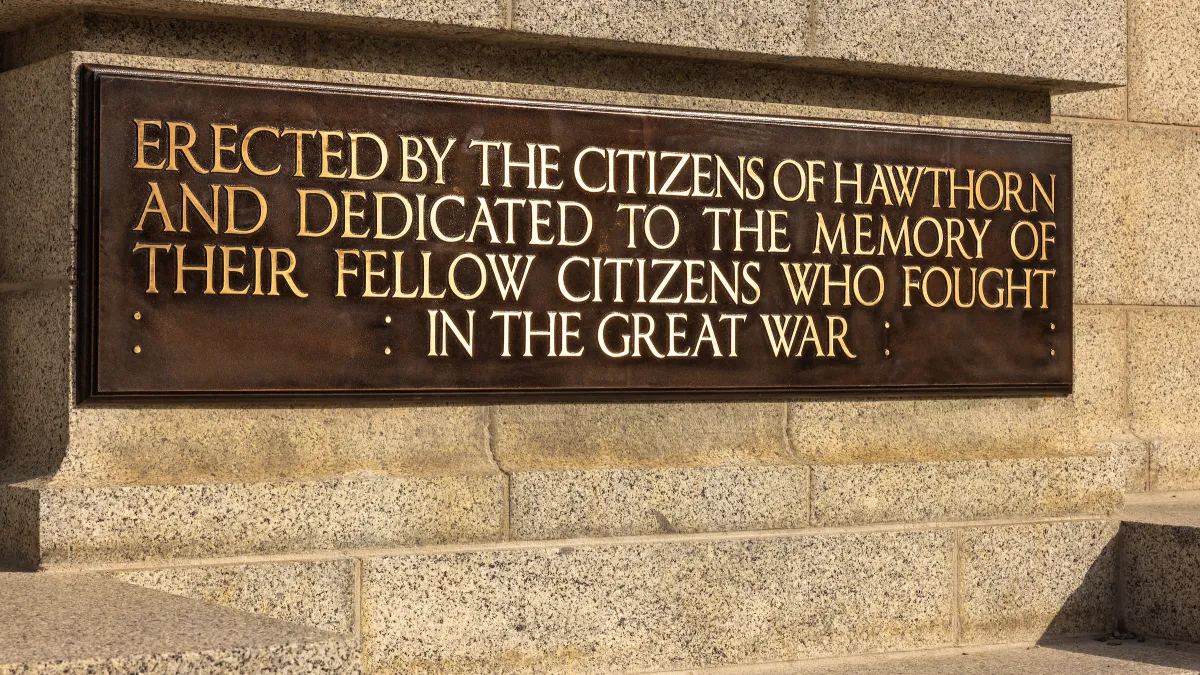 ERECTED BY THE CITIZENS OF HAWTHORN
AND DEDICATED TO THE MEMORY OF
THEIR FELLOW CITIZENS WHO FOUGHT
: : IN THE GREAT WAR : :